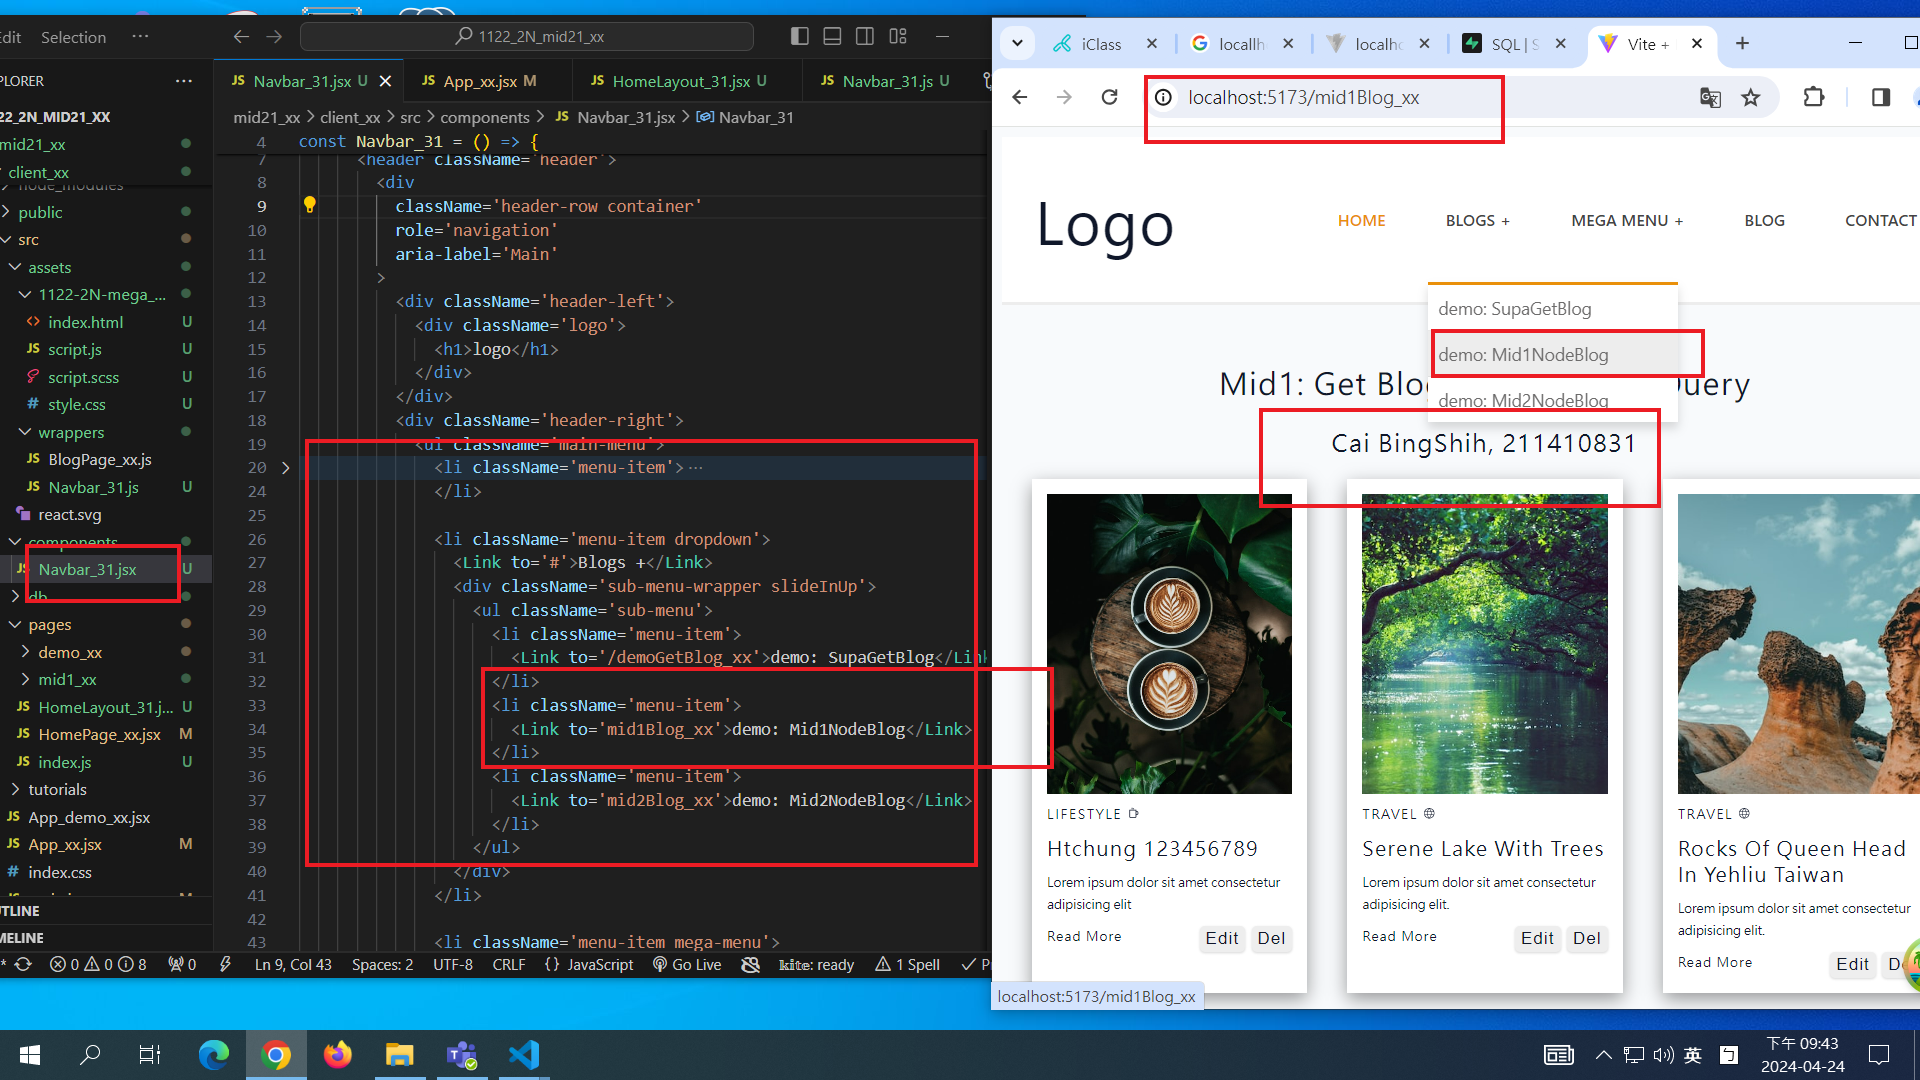 Edit
Selection
1122_2N_mid21_xx
iClass
locallh
localho
SQL | S
Vite +
localhost:5173/mid1Blog_xx
Navbar_31.jsx U
App_xx.jsx M
HomeLayout_31.jsx U
Navbar_31.js U
mid21_xx > client_xx > src > components > Navbar_31.jsx > Navbar_31
PLORER
22_2N_MID21_XX
mid21_xx
client_xx
node_modules
public
src
assets
1122-2N-mega_...
index.html U
script.js U
script.scss U
style.css U
wrappers
BlogPage_xx.js
Navbar_31.js U
react.svg
components
Navbar_31.jsx U
db
pages
demo_xx
mid1_xx
HomeLayout_31.j... U
HomePage_xx.jsx M
index.js U
tutorials
App_demo_xx.jsx
App_xx.jsx M
index.css
UTLINE
MELINE
4 const Navbar_31 = () => {
7 <header className='header'>
8 <div
9 className='header-row container'
10 role='navigation'
11 aria-label='Main'
12 >
13 <div className='header-left'>
14 <div className='logo'>
15 <h1>logo</h1>
16 </div>
17 </div>
18 <div className='header-right'>
19 <ul className='main-menu'>
20 <li className='menu-item'>...
24 </li>
25
26 <li className='menu-item dropdown'>
27 <Link to='#'>Blogs +</Link>
28 <div className='sub-menu-wrapper slideInUp'>
29 <ul className='sub-menu'>
30 <li className='menu-item'>
31 <Link to='/demoGetBlog_xx'>demo: SupaGetBlog</Link
32 </li>
33 <li className='menu-item'>
34 <Link to='mid1Blog_xx'>demo: Mid1NodeBlog</Link>
35 </li>
36 <li className='menu-item'>
37 <Link to='mid2Blog_xx'>demo: Mid2NodeBlog</Link>
38 </li>
39 </ul>
40 </div>
41 </li>
42
43 <li className='menu-item mega-menu'>
0 0 8 0 Ln 9, Col 43 Spaces: 2 UTF-8 CRLF {} JavaScript Go Live kite: ready 1 Spell
Logo
HOME
BLOGS +
MEGA MENU +
BLOG
CONTACT
demo: SupaGetBlog
demo: Mid1NodeBlog
demo: Mid2NodeBlog
Mid1: Get Blog
Query
Cai BingShih, 211410831
LIFESTYLE
Htchung 123456789
Lorem ipsum dolor sit amet consectetur
adipisicing elit
Read More
Edit
Del
TRAVEL
Serene Lake With Trees
Lorem ipsum dolor sit amet consectetur
adipisicing elit.
Read More
Edit
Del
TRAVEL
Rocks Of Queen Head
In Yehliu Taiwan
Lorem ipsum dolor sit amet consectetur
adipisicing elit.
Read More
Edit
localhost:5173/mid1Blog_xx
英
下午 09:43
2024-04-24